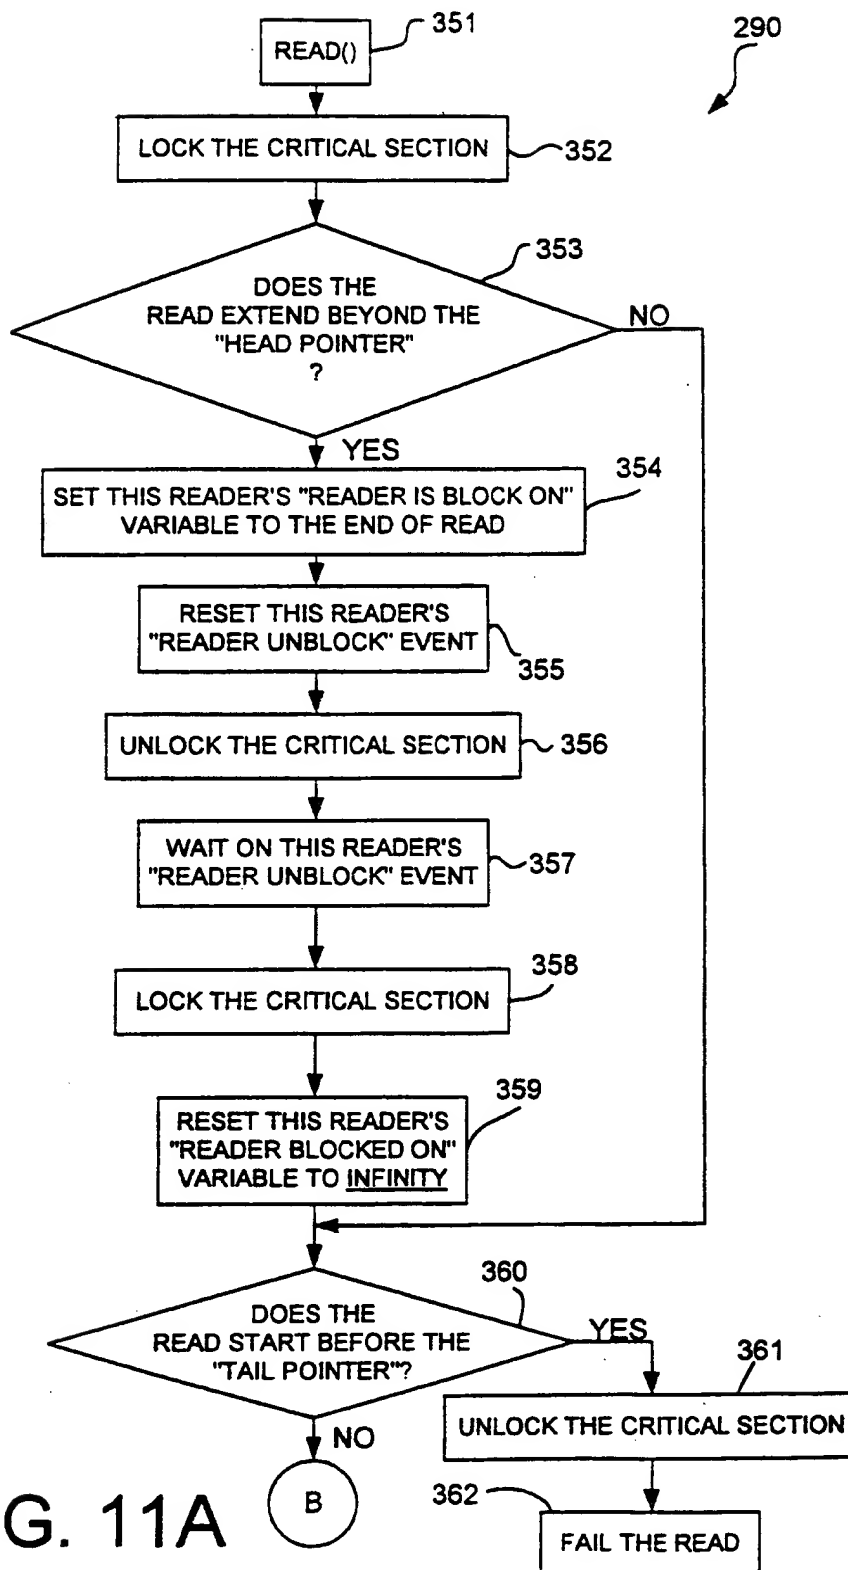 351
290
READ()
LOCK THE CRITICAL SECTION
352
353
DOES THE
READ EXTEND BEYOND THE
"HEAD POINTER"
?
NO
YES
354
SET THIS READER'S "READER IS BLOCK ON"
VARIABLE TO THE END OF READ
RESET THIS READER'S
"READER UNBLOCK" EVENT
355
UNLOCK THE CRITICAL SECTION
356
WAIT ON THIS READER'S
"READER UNBLOCK" EVENT
357
358
LOCK THE CRITICAL SECTION
359
RESET THIS READER'S
"READER BLOCKED ON"
VARIABLE TO INFINITY
360
DOES THE
READ START BEFORE THE
"TAIL POINTER"?
YES
361
UNLOCK THE CRITICAL SECTION
NO
B
362
FAIL THE READ
G. 11A